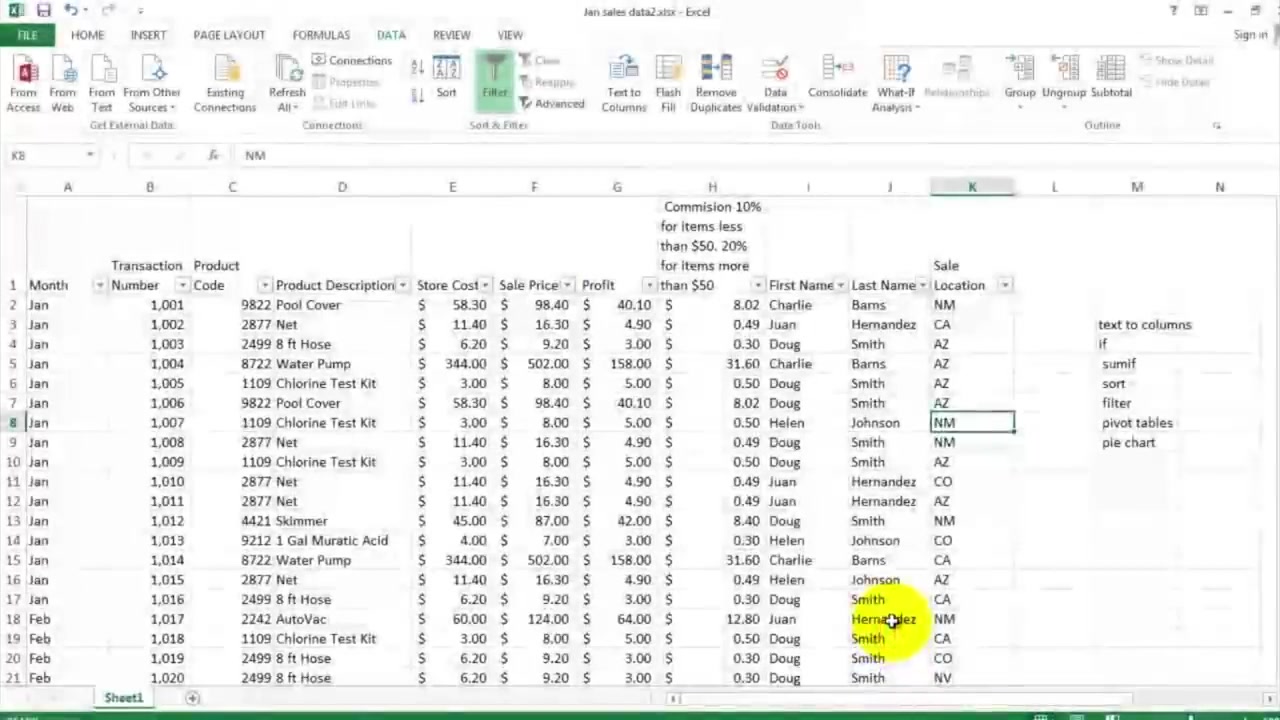 Jan sales data2.xlsx - Excel
? Sign in
FILE HOME INSERT PAGE LAYOUT FORMULAS DATA REVIEW VIEW
From Access From Web From Text From Other Sources Existing Connections Refresh All Connections Properties Edit Links Sort Filter Clear Reapply Advanced Text to Columns Flash Fill Remove Duplicates Data Validation Consolidate What-If Analysis Relationships Group Ungroup Subtotal Show Detail Hide Detail
Get External Data Connections Sort & Filter Data Tools Outline
K8 fx NM
A B C D E F G H I J K L M N
Commision 10%
for items less
than $50. 20%
Transaction Product for items more Sale
1 Month Number Code Product Description Store Cost Sale Price Profit than $50 First Name Last Name Location
2 Jan 1,001 9822 Pool Cover $ 58.30 $ 98.40 $ 40.10 $ 8.02 Charlie Barns NM
3 Jan 1,002 2877 Net $ 11.40 $ 16.30 $ 4.90 $ 0.49 Juan Hernandez CA text to columns
4 Jan 1,003 2499 8 ft Hose $ 6.20 $ 9.20 $ 3.00 $ 0.30 Doug Smith AZ if
5 Jan 1,004 8722 Water Pump $ 344.00 $ 502.00 $ 158.00 $ 31.60 Charlie Barns AZ sumif
6 Jan 1,005 1109 Chlorine Test Kit $ 3.00 $ 8.00 $ 5.00 $ 0.50 Doug Smith AZ sort
7 Jan 1,006 9822 Pool Cover $ 58.30 $ 98.40 $ 40.10 $ 8.02 Doug Smith AZ filter
8 Jan 1,007 1109 Chlorine Test Kit $ 3.00 $ 8.00 $ 5.00 $ 0.50 Helen Johnson NM pivot tables
9 Jan 1,008 2877 Net $ 11.40 $ 16.30 $ 4.90 $ 0.49 Doug Smith NM pie chart
10 Jan 1,009 1109 Chlorine Test Kit $ 3.00 $ 8.00 $ 5.00 $ 0.50 Doug Smith AZ
11 Jan 1,010 2877 Net $ 11.40 $ 16.30 $ 4.90 $ 0.49 Juan Hernandez CO
12 Jan 1,011 2877 Net $ 11.40 $ 16.30 $ 4.90 $ 0.49 Juan Hernandez AZ
13 Jan 1,012 4421 Skimmer $ 45.00 $ 87.00 $ 42.00 $ 8.40 Doug Smith NM
14 Jan 1,013 9212 1 Gal Muratic Acid $ 4.00 $ 7.00 $ 3.00 $ 0.30 Helen Johnson CO
15 Jan 1,014 8722 Water Pump $ 344.00 $ 502.00 $ 158.00 $ 31.60 Charlie Barns CA
16 Jan 1,015 2877 Net $ 11.40 $ 16.30 $ 4.90 $ 0.49 Helen Johnson AZ
17 Jan 1,016 2499 8 ft Hose $ 6.20 $ 9.20 $ 3.00 $ 0.30 Doug Smith CA
18 Feb 1,017 2242 AutoVac $ 60.00 $ 124.00 $ 64.00 $ 12.80 Juan Hernandez NM
19 Feb 1,018 1109 Chlorine Test Kit $ 3.00 $ 8.00 $ 5.00 $ 0.50 Doug Smith CA
20 Feb 1,019 2499 8 ft Hose $ 6.20 $ 9.20 $ 3.00 $ 0.30 Doug Smith CO
21 Feb 1,020 2499 8 ft Hose $ 6.20 $ 9.20 $ 3.00 $ 0.30 Doug Smith NV
Sheet1